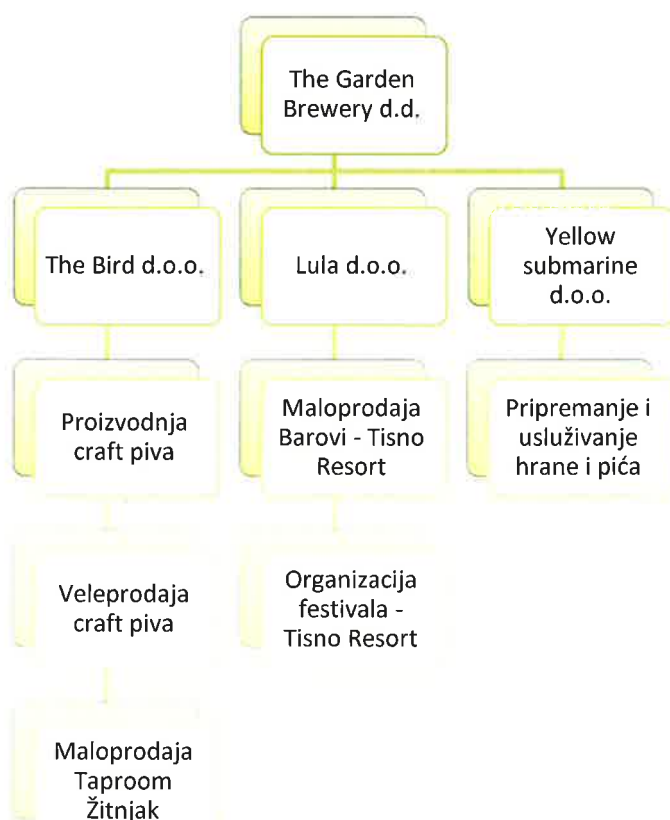 The Garden
Brewery d.d.
The Bird d.o.o.
Lula d.o.o.
Yellow
submarine
d.o.o.
Proizvodnja
craft piva
Maloprodaja
Barovi - Tisno
Resort
Pripremanje i
usluživanje
hrane i pića
Veleprodaja
craft piva
Organizacija
festivala -
Tisno Resort
Maloprodaja
Taproom
Žitnjak